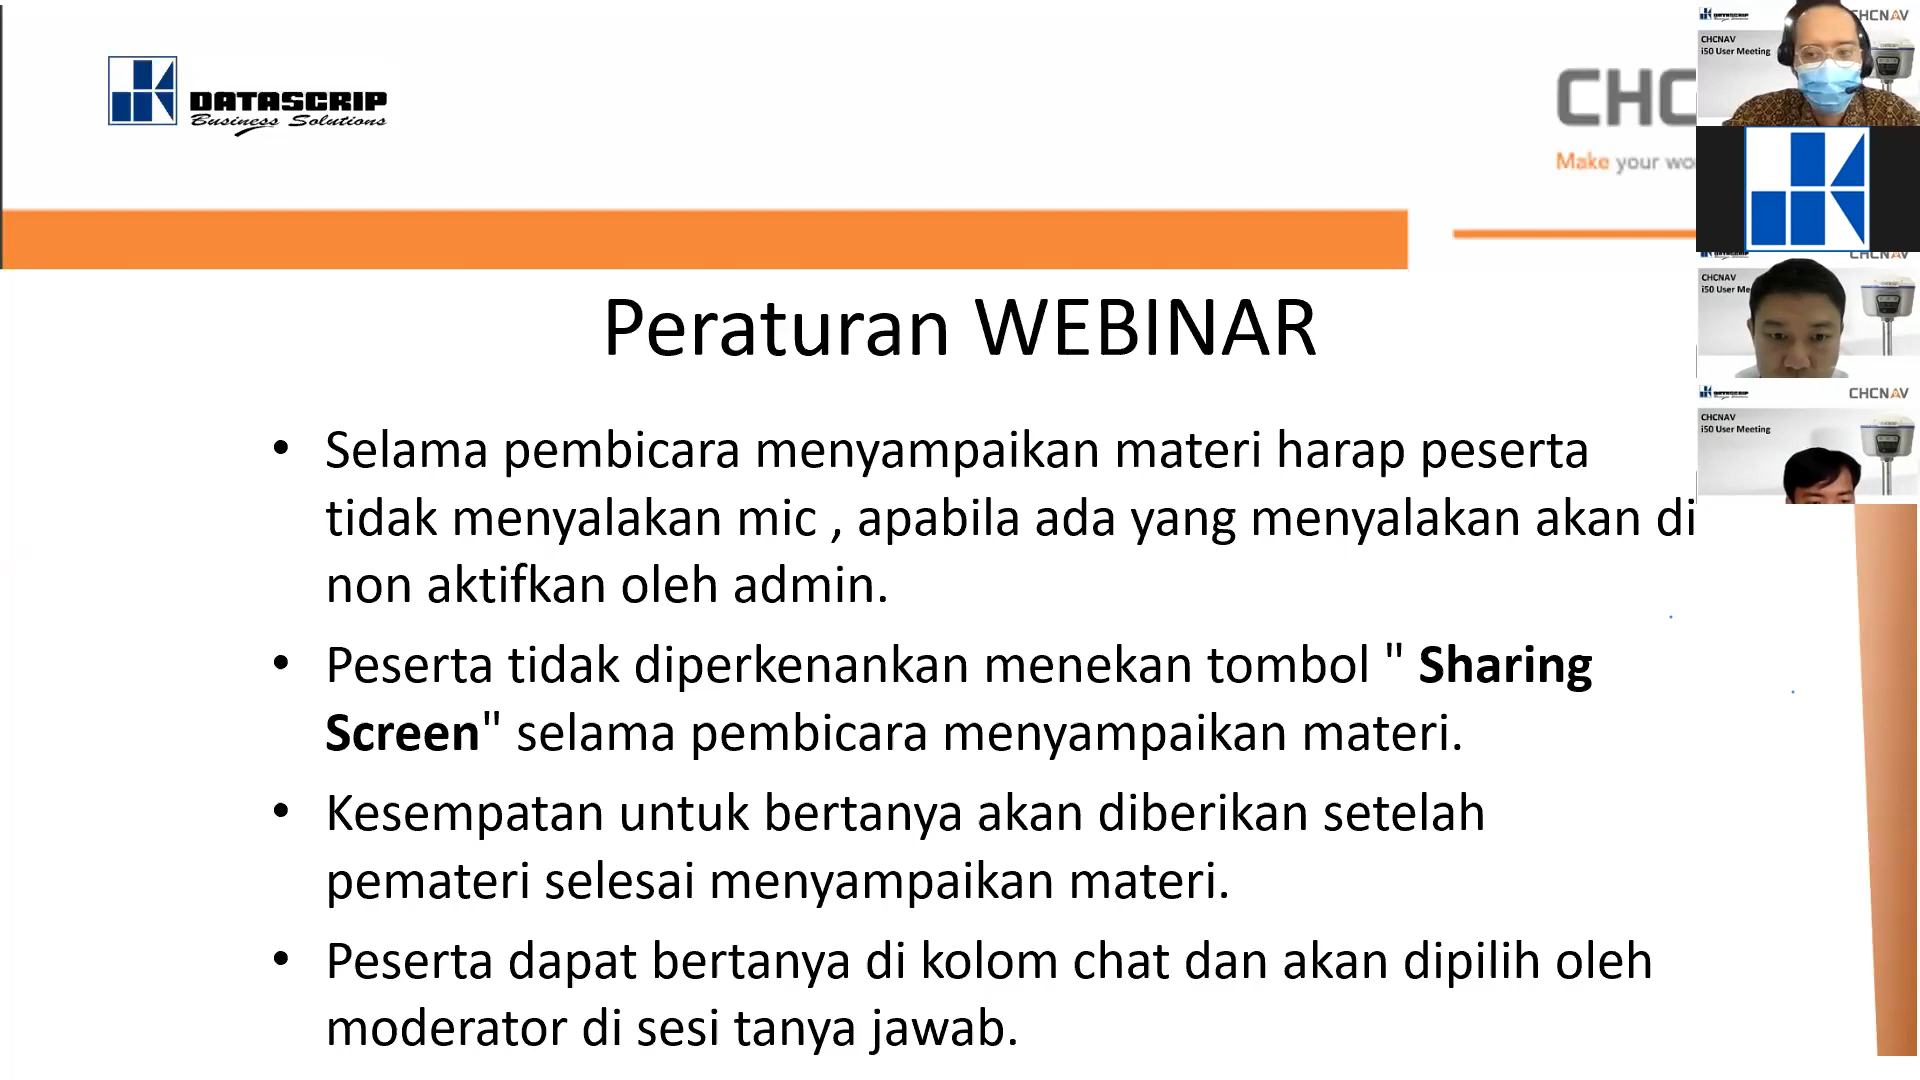 DATASCRIP
Business Solutions
CHC
Make your wo
Peraturan WEBINAR
• Selama pembicara menyampaikan materi harap peserta
tidak menyalakan mic , apabila ada yang menyalakan akan di
non aktifkan oleh admin.
• Peserta tidak diperkenankan menekan tombol " Sharing
Screen" selama pembicara menyampaikan materi.
• Kesempatan untuk bertanya akan diberikan setelah
pemateri selesai menyampaikan materi.
• Peserta dapat bertanya di kolom chat dan akan dipilih oleh
moderator di sesi tanya jawab.
DATASCRIP
CHCNAV
CHCNAV
i50 User Meeting
CHCNAV
CHCNAV
i50 User Me
DATASCRIP
CHCNAV
CHCNAV
i50 User Meeting